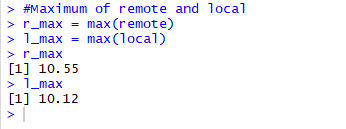 > #Maximum of remote and local
> r_max = max(remote)
> l_max = max(local)
> r_max
[1] 10.55
> l_max
[1] 10.12
>